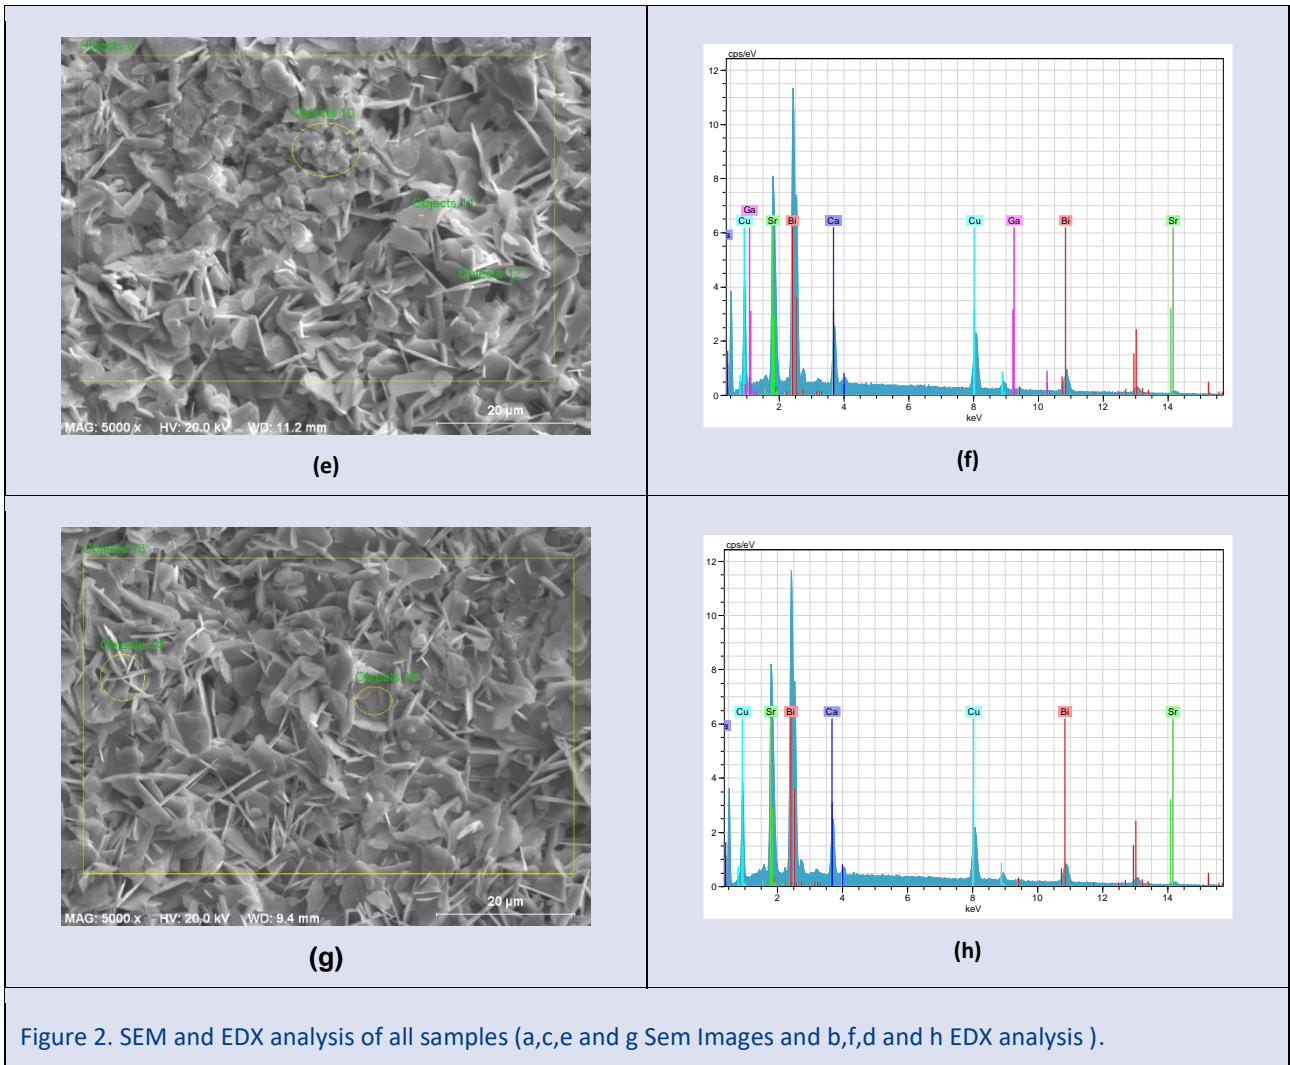 Objects 9
Objects 10
Objects 11
Objects 12
20 µm
MAG: 5000 x HV: 20.0 kV WD: 11.2 mm
(e)
cps/eV
12
10
8
6
4
2
0
Ga
Cu
Sr
Bi
Ca
Cu
Ga
Bi
Sr
a
2
4
6
8
10
12
14
keV
(f)
Objects 13
Objects 14
20 µm
MAG: 5000 x HV: 20.0 kV WD: 9.4 mm
(g)
cps/eV
12
10
8
6
4
2
0
Cu
Sr
Bi
Ca
Cu
Bi
Sr
a
2
4
6
8
10
12
14
keV
(h)
Figure 2. SEM and EDX analysis of all samples (a,c,e and g Sem Images and b,f,d and h EDX analysis ).